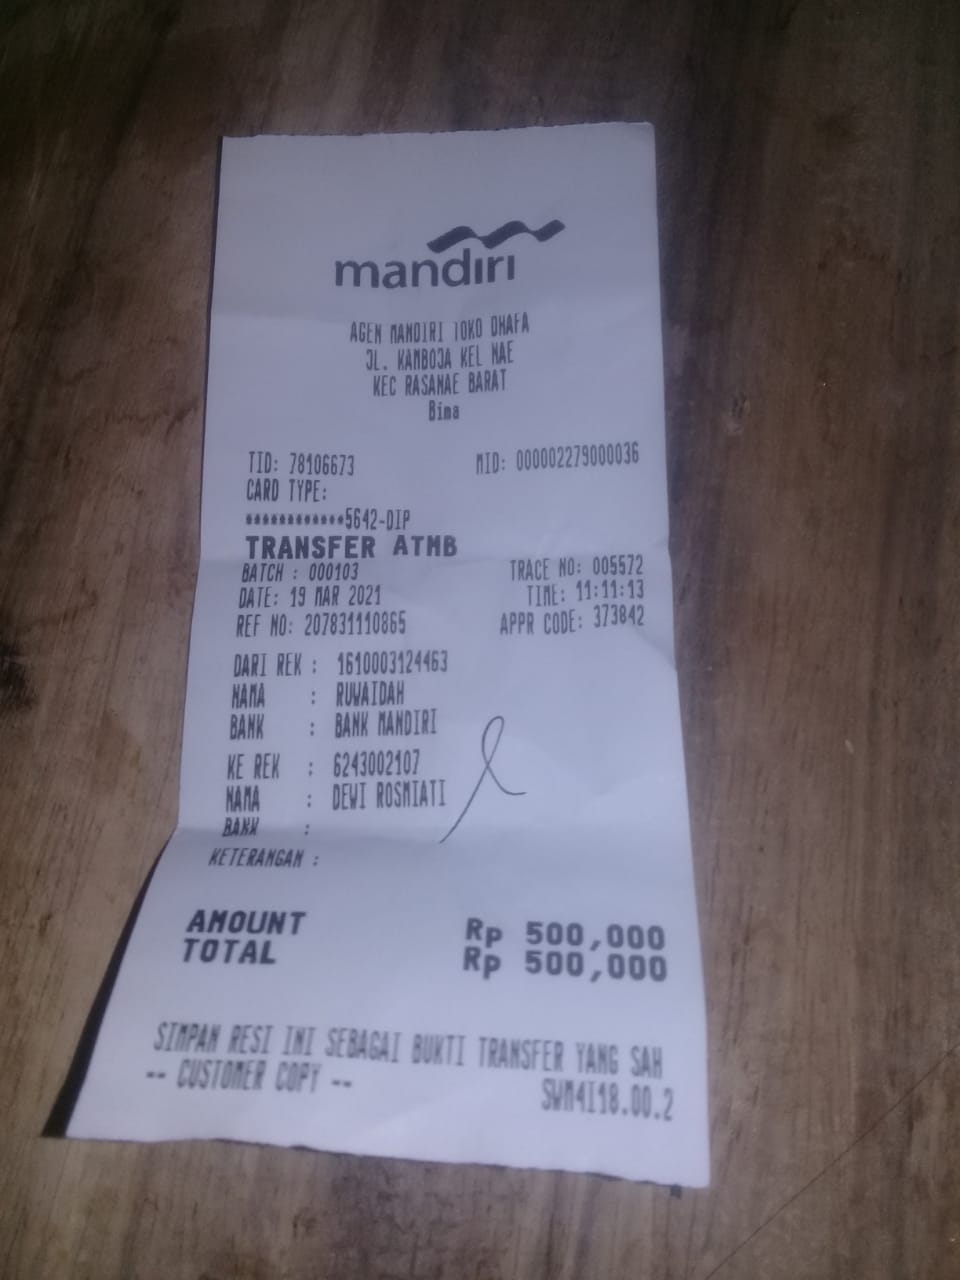 mandiri
AGEN MANDIRI TOKO DHAFA
JL. KAMBOJA KEL NAE
KEC RASANAE BARAT
Bima
TID: 78106673 MID: 000002279000036
CARD TYPE:
************5642-DIP
TRANSFER ATMB
BATCH : 000103 TRACE NO: 005572
DATE: 19 MAR 2021 TIME: 11:11:13
REF NO: 207831110865 APPR CODE: 373842
DARI REK : 1610003124463
NAMA : RUWAIDAH
BANK : BANK MANDIRI
KE REK : 6243002107
NAMA : DEWI ROSMIATI
BANK :
KETERANGAN :
AMOUNT Rp 500,000
TOTAL Rp 500,000
SIMPAN RESI INI SEBAGAI BUKTI TRANSFER YANG SAH
-- CUSTOMER COPY --
SWM4I18.00.2